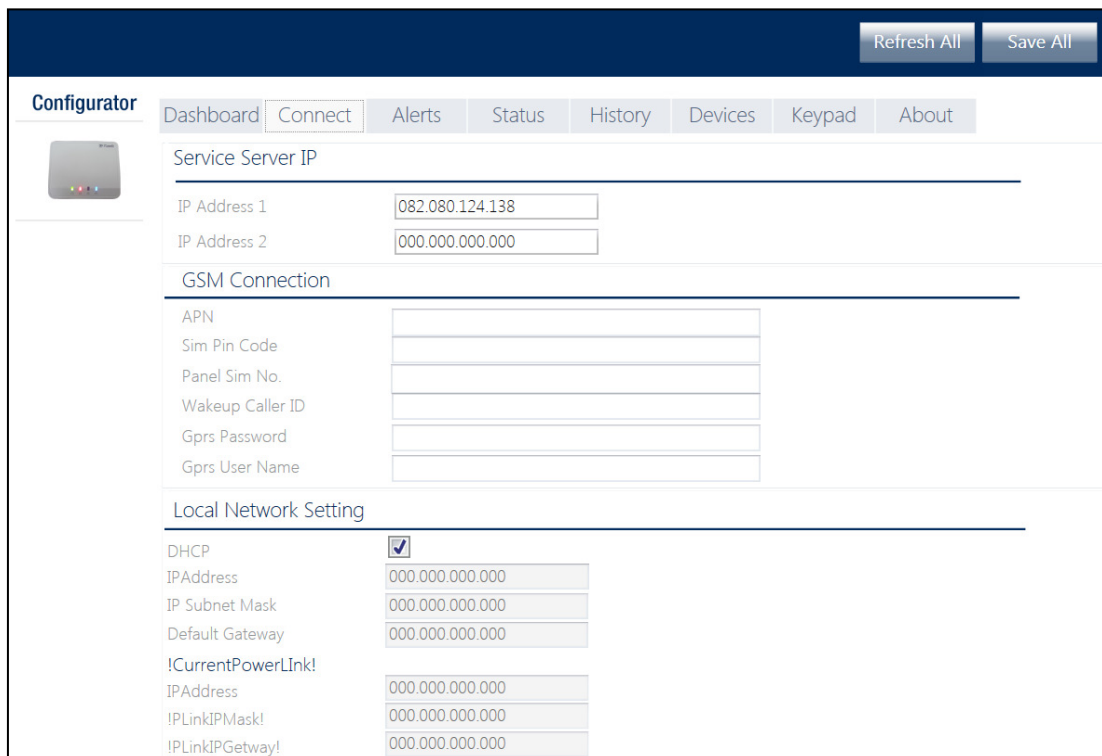 Refresh All Save All
Configurator
Dashboard Connect Alerts Status History Devices Keypad About
Service Server IP
IP Address 1 082.080.124.138
IP Address 2 000.000.000.000
GSM Connection
APN
Sim Pin Code
Panel Sim No.
Wakeup Caller ID
Gprs Password
Gprs User Name
Local Network Setting
DHCP
IPAddress 000.000.000.000
IP Subnet Mask 000.000.000.000
Default Gateway 000.000.000.000
!CurrentPowerLInk!
IPAddress 000.000.000.000
!PLinkIPMask! 000.000.000.000
!PLinkIPGetway! 000.000.000.000